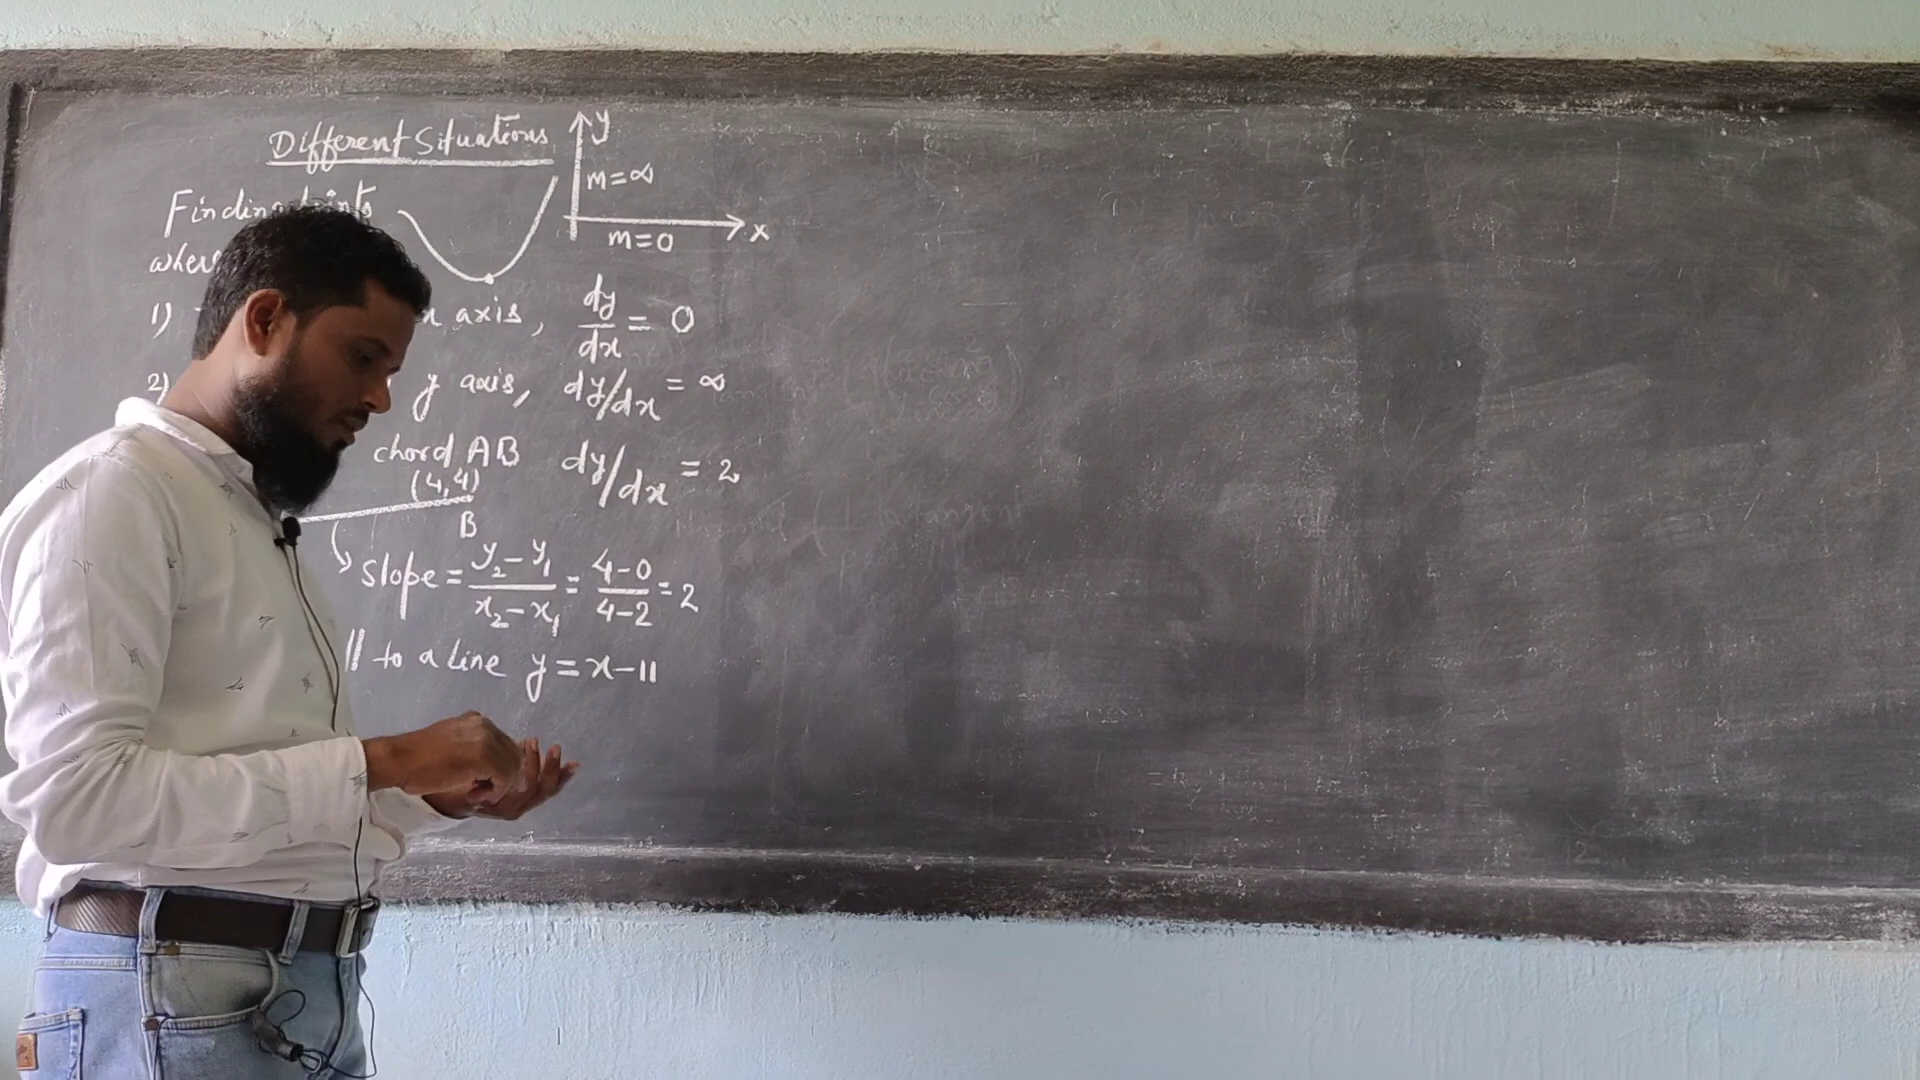 Different Situations
y
m=∞
x
m=0
Finding
1) x axis, dy/dx = 0
2) y axis, dy/dx = ∞
chord AB dy/dx = 2
(4,4)
B
Slope = y₂-y₁/x₂-x₁ = 4-0/4-2 = 2
|| to a line y = x-11